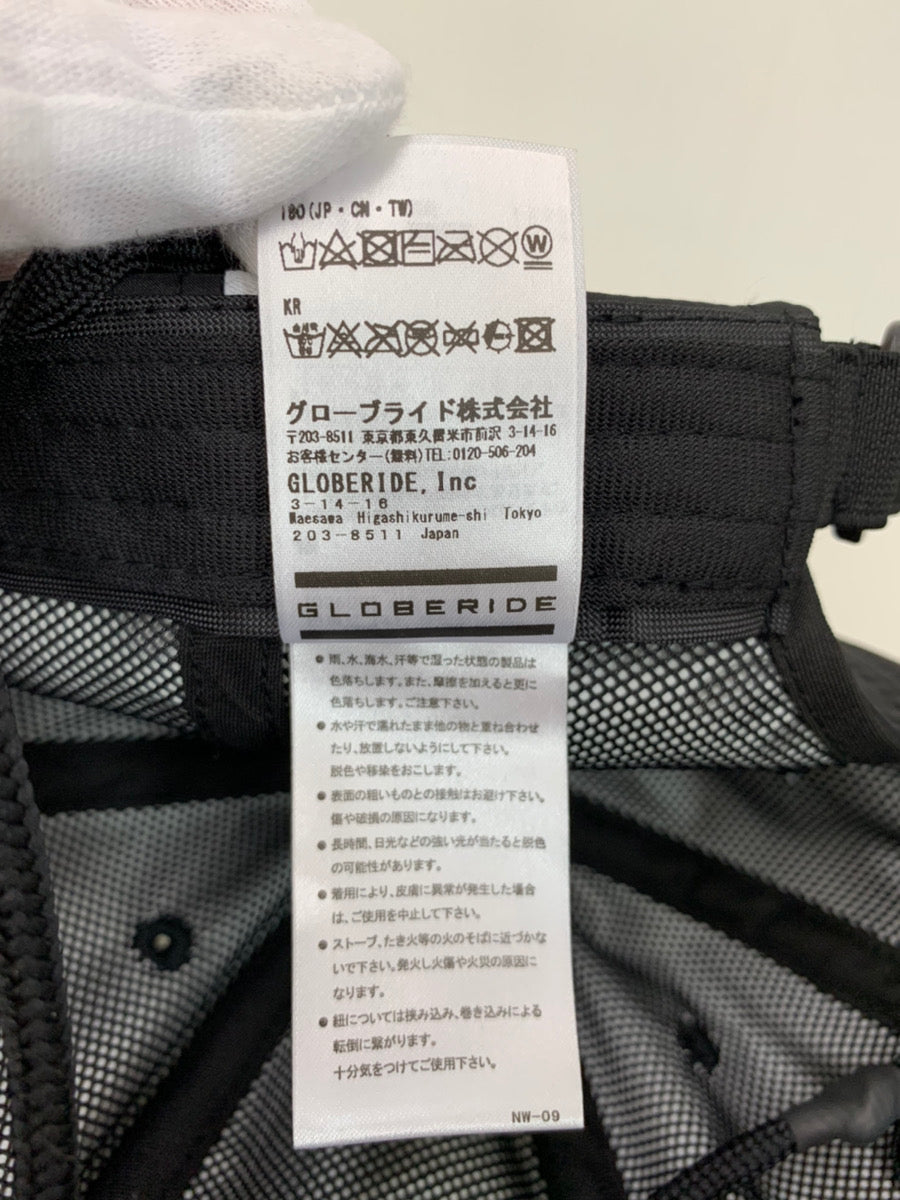 180(JP・CN・TW)
W
KR
グローブライド株式会社
〒203-8511 東京都東久留米市前沢 3-14-16
お客様センター(無料)TEL:0120-506-204
GLOBERIDE, Inc
3-14-16
Maesawa Higashikurume-shi Tokyo
203-8511 Japan
GLOBERIDE
●雨、水、海水、汗等で湿った状態の製品は
色落ちします。また、摩擦を加えると更に
色落ちします。ご注意下さい。
●水や汗で濡れたまま他の物と重ね合わせ
たり、放置しないようにして下さい。
脱色や移染をおこします。
●表面の粗いものとの接触はお避け下さい。
傷や破損の原因になります。
●長時間、日光などの強い光が当たると脱色
の可能性があります。
●着用により、皮膚に異常が発生した場合
は、ご使用を中止して下さい。
●ストーブ、たき火等の火のそばに近づかな
いで下さい。発火し火傷や火災の原因に
なります。
●紐については挟み込み、巻き込みによる
転倒に繋がります。
十分気をつけてご使用下さい。
NW-09